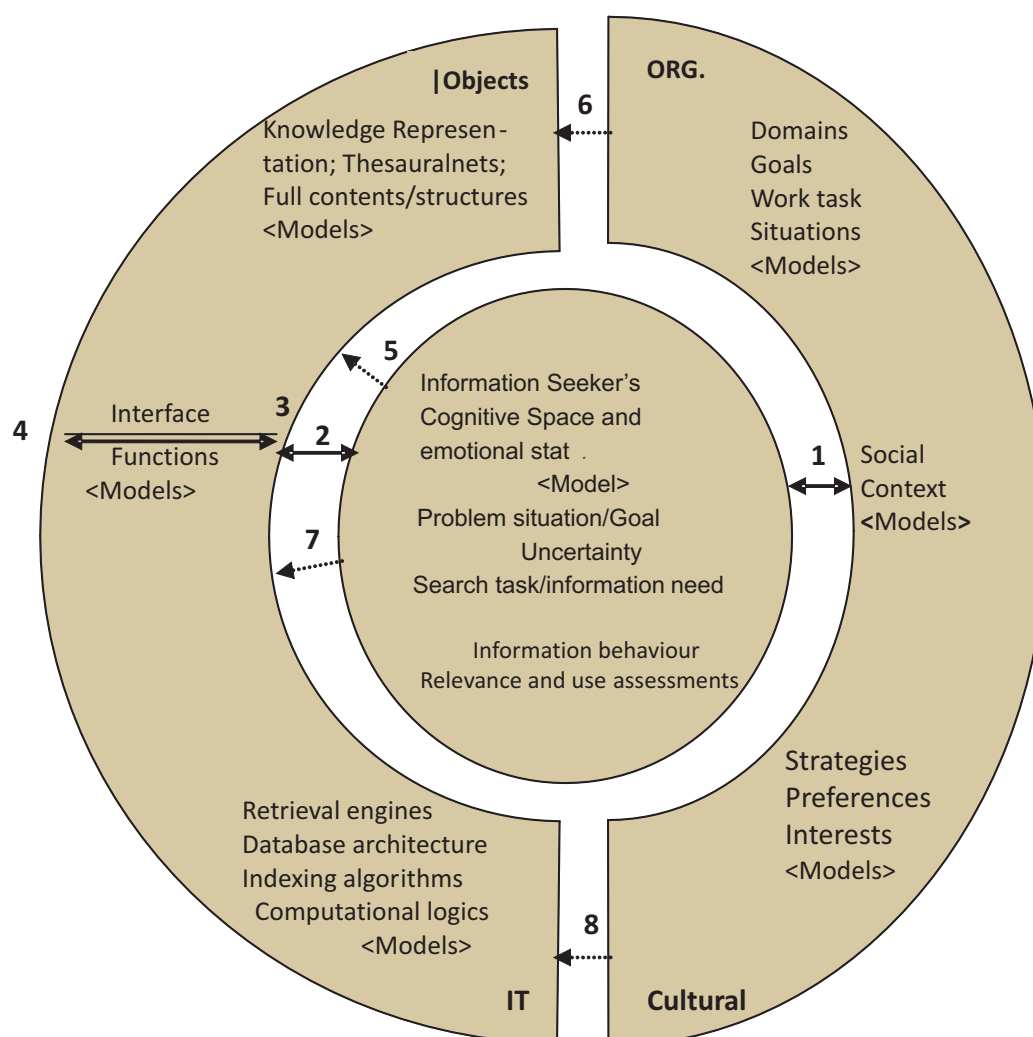 |Objects
Knowledge Represen-
tation; Thesauralnets;
Full contents/structures
<Models>
6
ORG.
Domains
Goals
Work task
Situations
<Models>
5
3
4
Interface
Functions
<Models>
2
7
Information Seeker’s
Cognitive Space and
emotional stat .
<Model>
Problem situation/Goal
Uncertainty
Search task/information need
Information behaviour
Relevance and use assessments
1
Social
Context
<Models>
Strategies
Preferences
Interests
<Models>
Retrieval engines
Database architecture
Indexing algorithms
Computational logics
<Models>
8
IT
Cultural